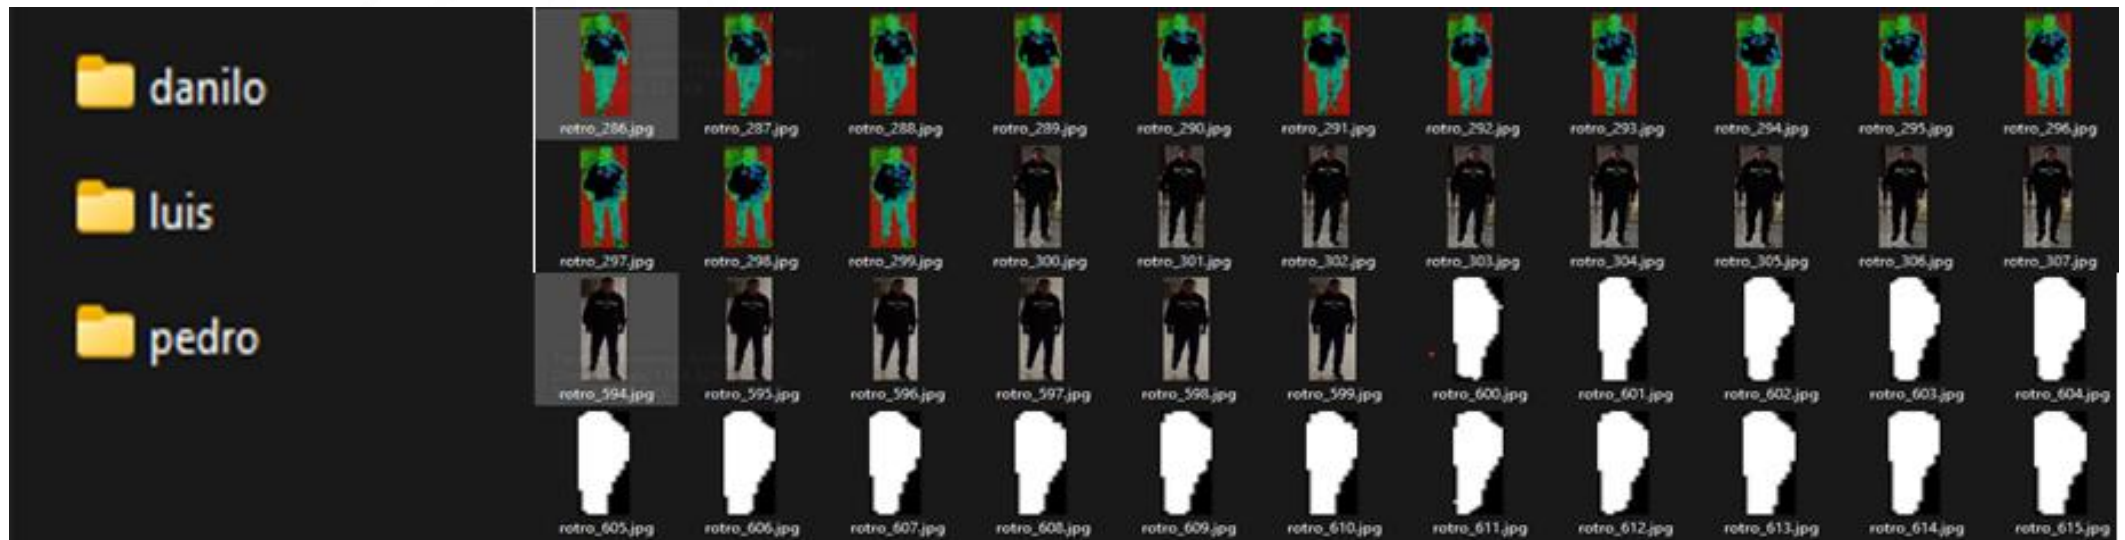 danilo
luis
pedro
rotro_286.jpg rotro_287.jpg rotro_288.jpg rotro_289.jpg rotro_290.jpg rotro_291.jpg rotro_292.jpg rotro_293.jpg rotro_294.jpg rotro_295.jpg rotro_296.jpg
rotro_297.jpg rotro_298.jpg rotro_299.jpg rotro_300.jpg rotro_301.jpg rotro_302.jpg rotro_303.jpg rotro_304.jpg rotro_305.jpg rotro_306.jpg rotro_307.jpg
rotro_594.jpg rotro_595.jpg rotro_596.jpg rotro_597.jpg rotro_598.jpg rotro_599.jpg rotro_600.jpg rotro_601.jpg rotro_602.jpg rotro_603.jpg rotro_604.jpg
rotro_605.jpg rotro_606.jpg rotro_607.jpg rotro_608.jpg rotro_609.jpg rotro_610.jpg rotro_611.jpg rotro_612.jpg rotro_613.jpg rotro_614.jpg rotro_615.jpg